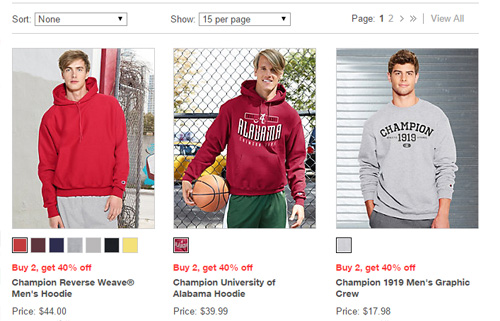 Sort: None Show: 15 per page Page: 1 2 > >> | View All
ALABAMA
CHAMPION
1919
Buy 2, get 40% off Buy 2, get 40% off Buy 2, get 40% off
Champion Reverse Weave® Champion University of Champion 1919 Men's Graphic
Men's Hoodie Alabama Hoodie Crew
Price: $44.00 Price: $39.99 Price: $17.98